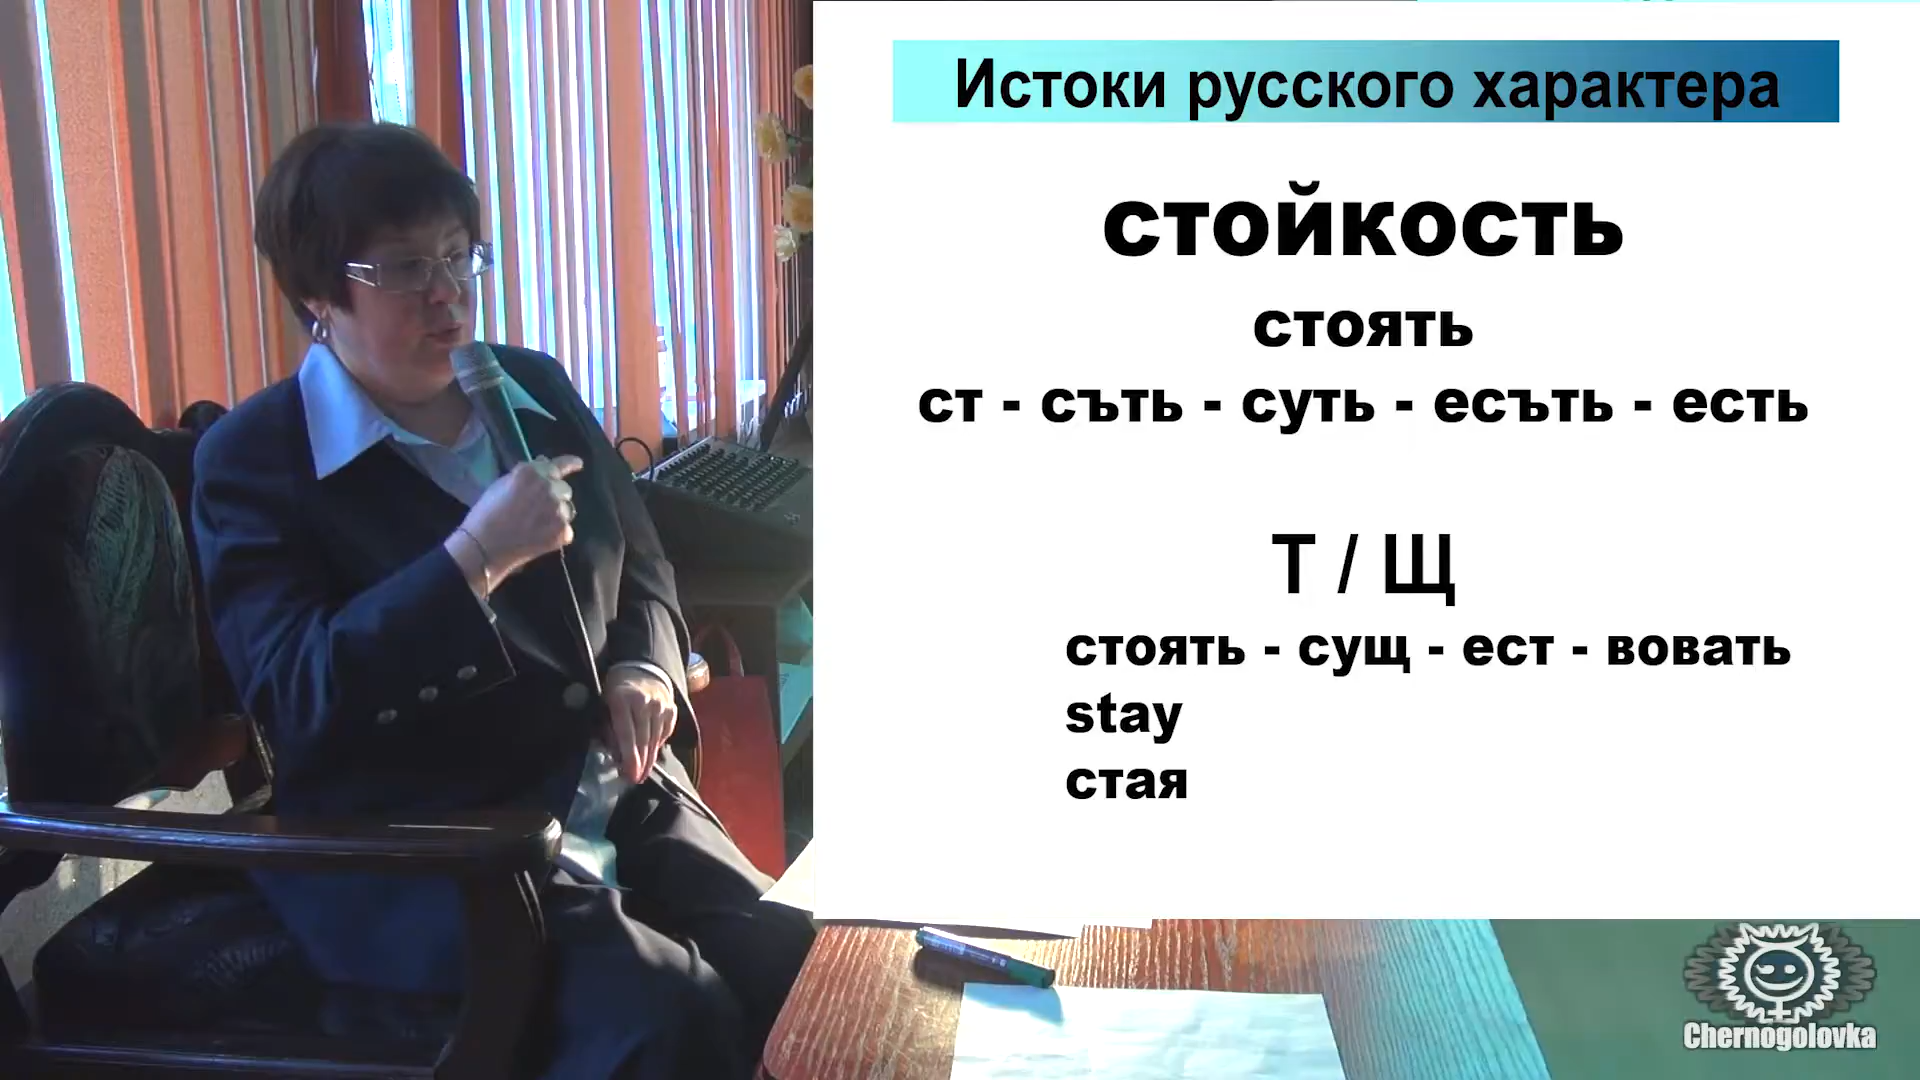 Истоки русского характера
стойкость
стоять
ст - съть - суть - есъть - есть
Т / Щ
стоять - сущ - ест - вовать
stay
стая
Chernogolovka